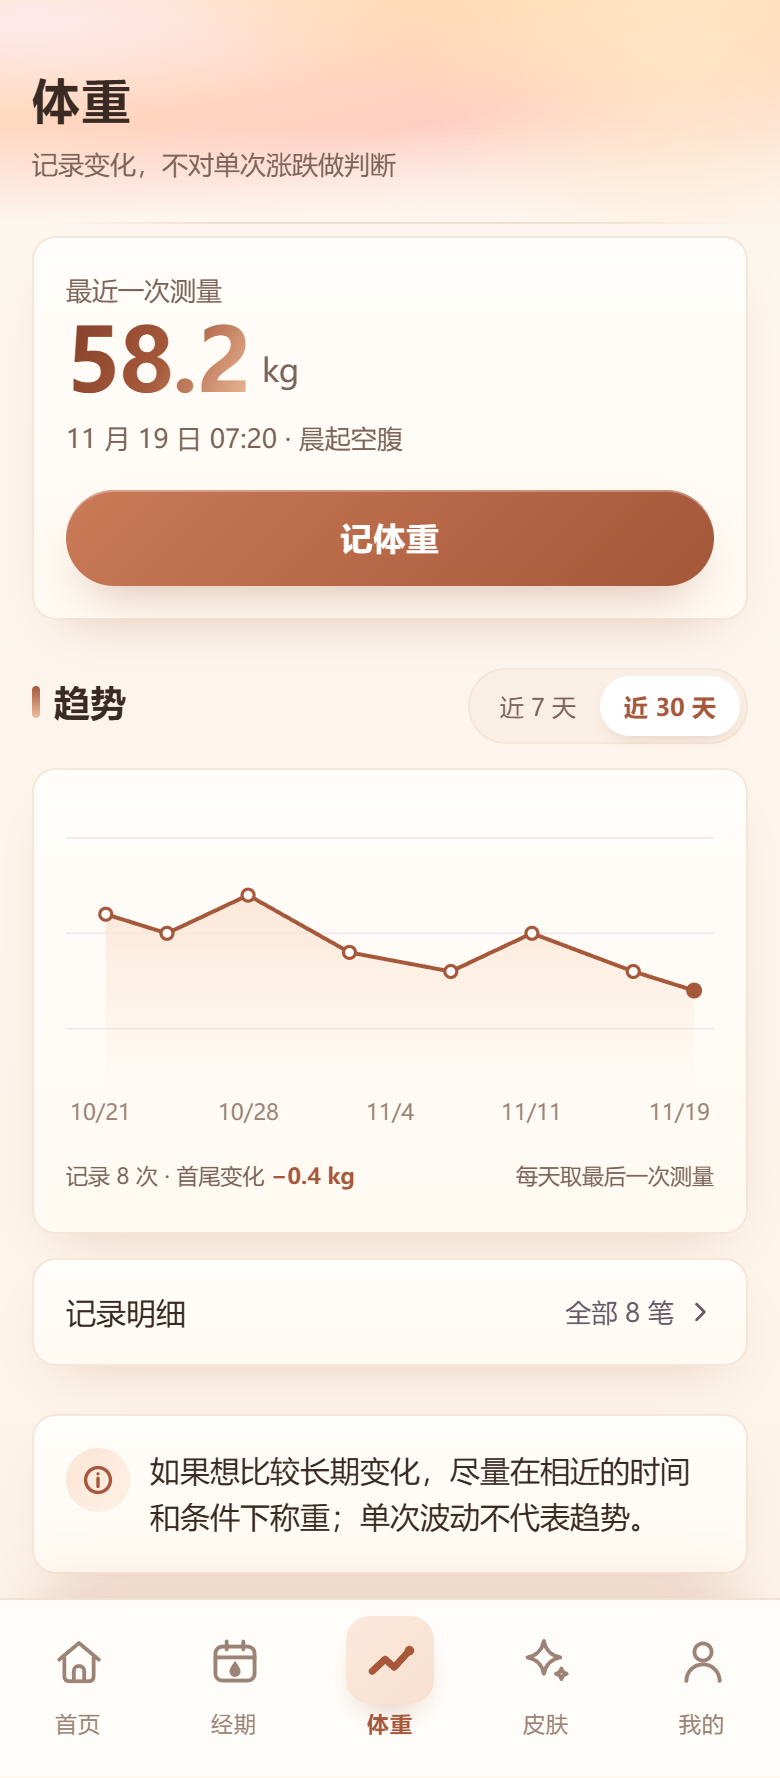 体重
记录变化，不对单次涨跌做判断
最近一次测量
58.2 kg
11 月 19 日 07:20 · 晨起空腹
记体重
趋势
近 7 天
近 30 天
10/21
10/28
11/4
11/11
11/19
记录 8 次 · 首尾变化 −0.4 kg
每天取最后一次测量
记录明细
全部 8 笔
如果想比较长期变化，尽量在相近的时间
和条件下称重；单次波动不代表趋势。
首页
经期
体重
皮肤
我的